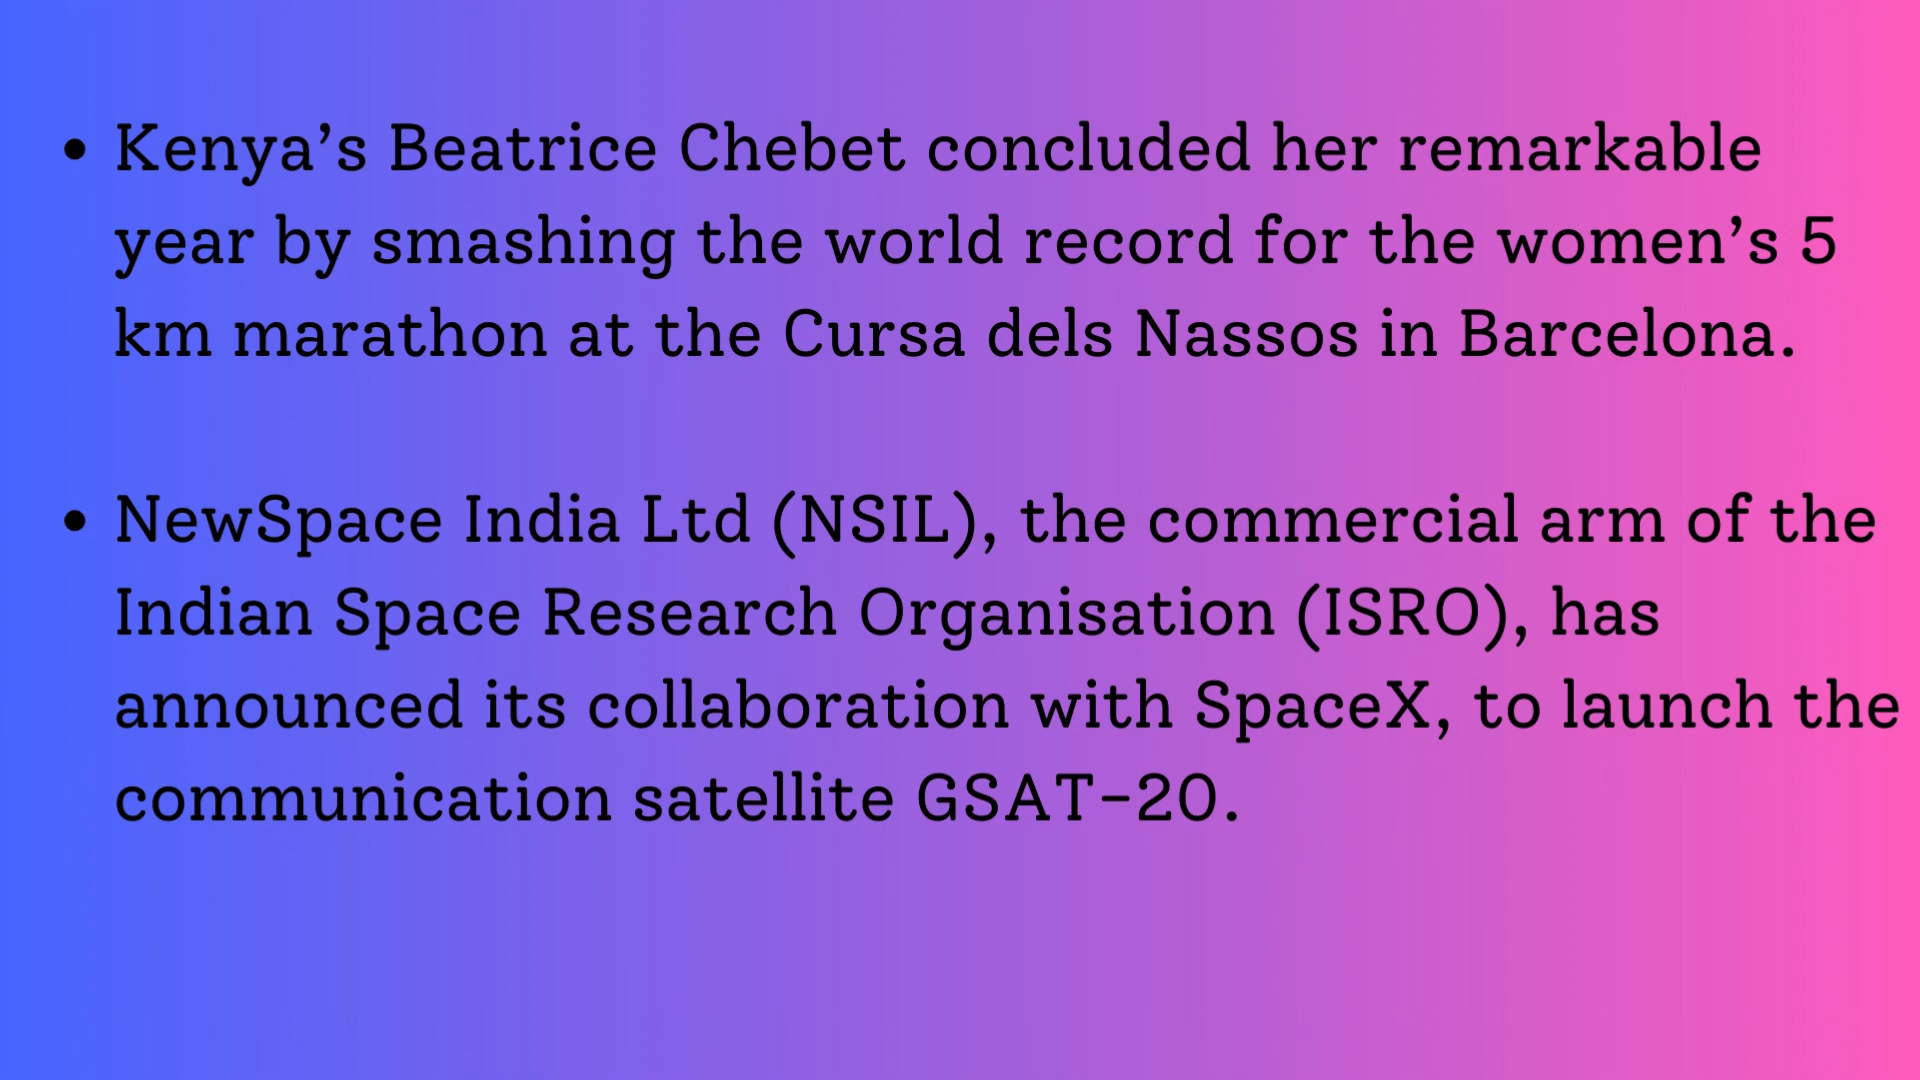 • Kenya’s Beatrice Chebet concluded her remarkable
year by smashing the world record for the women’s 5
km marathon at the Cursa dels Nassos in Barcelona.
• NewSpace India Ltd (NSIL), the commercial arm of the
Indian Space Research Organisation (ISRO), has
announced its collaboration with SpaceX, to launch the
communication satellite GSAT-20.